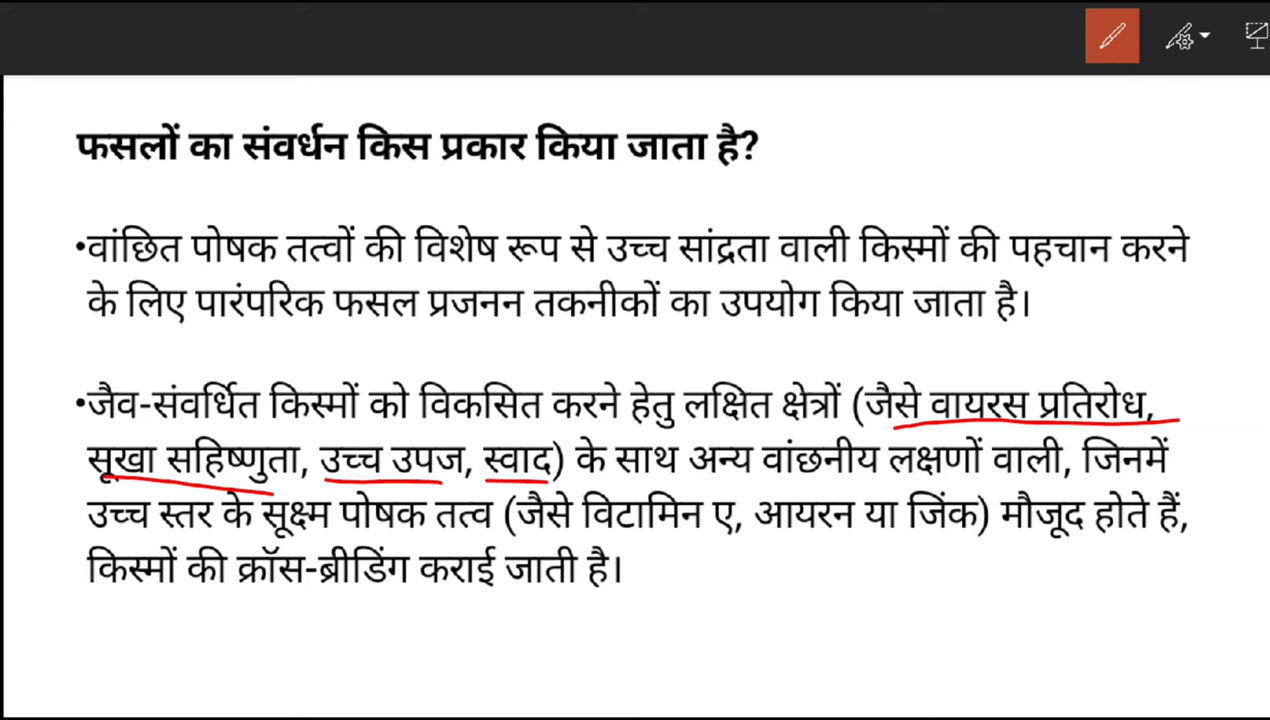 फसलों का संवर्धन किस प्रकार किया जाता है?
•वांछित पोषक तत्वों की विशेष रूप से उच्च सांद्रता वाली किस्मों की पहचान करने
के लिए पारंपरिक फसल प्रजनन तकनीकों का उपयोग किया जाता है।
•जैव-संवर्धित किस्मों को विकसित करने हेतु लक्षित क्षेत्रों (जैसे वायरस प्रतिरोध,
सूखा सहिष्णुता, उच्च उपज, स्वाद) के साथ अन्य वांछनीय लक्षणों वाली, जिनमें
उच्च स्तर के सूक्ष्म पोषक तत्व (जैसे विटामिन ए, आयरन या जिंक) मौजूद होते हैं,
किस्मों की क्रॉस-ब्रीडिंग कराई जाती है।